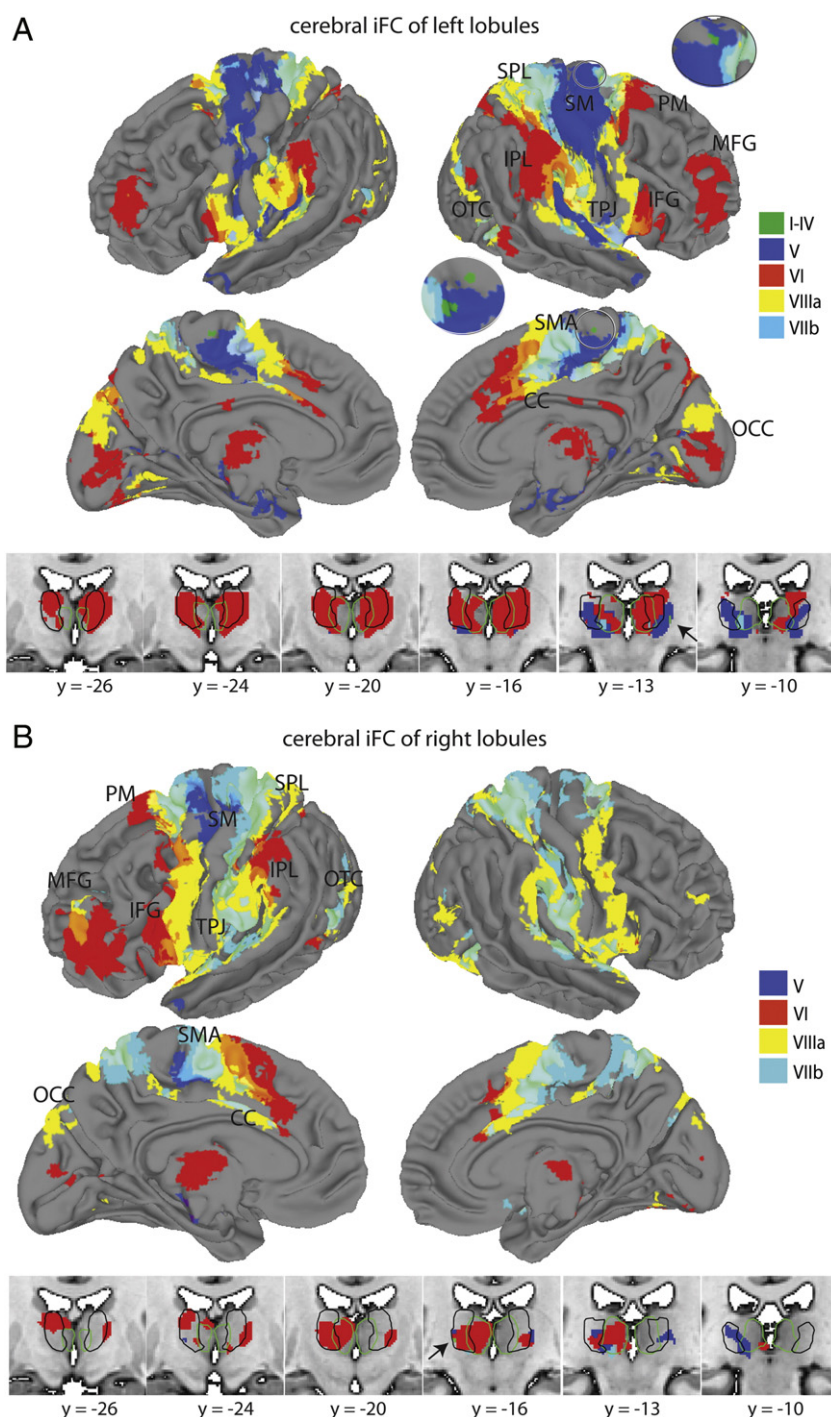 A
cerebral iFC of left lobules
SPL
SM
PM
MFG
IPL
OTC
TPJ
IFG
I-IV
V
VI
VIIIa
VIIb
SMA
CC
OCC
y = -26
y = -24
y = -20
y = -16
y = -13
y = -10
B
cerebral iFC of right lobules
PM
SM
SPL
MFG
IFG
TPJ
IPL
OTC
V
VI
VIIIa
VIIb
SMA
OCC
CC
y = -26
y = -24
y = -20
y = -16
y = -13
y = -10